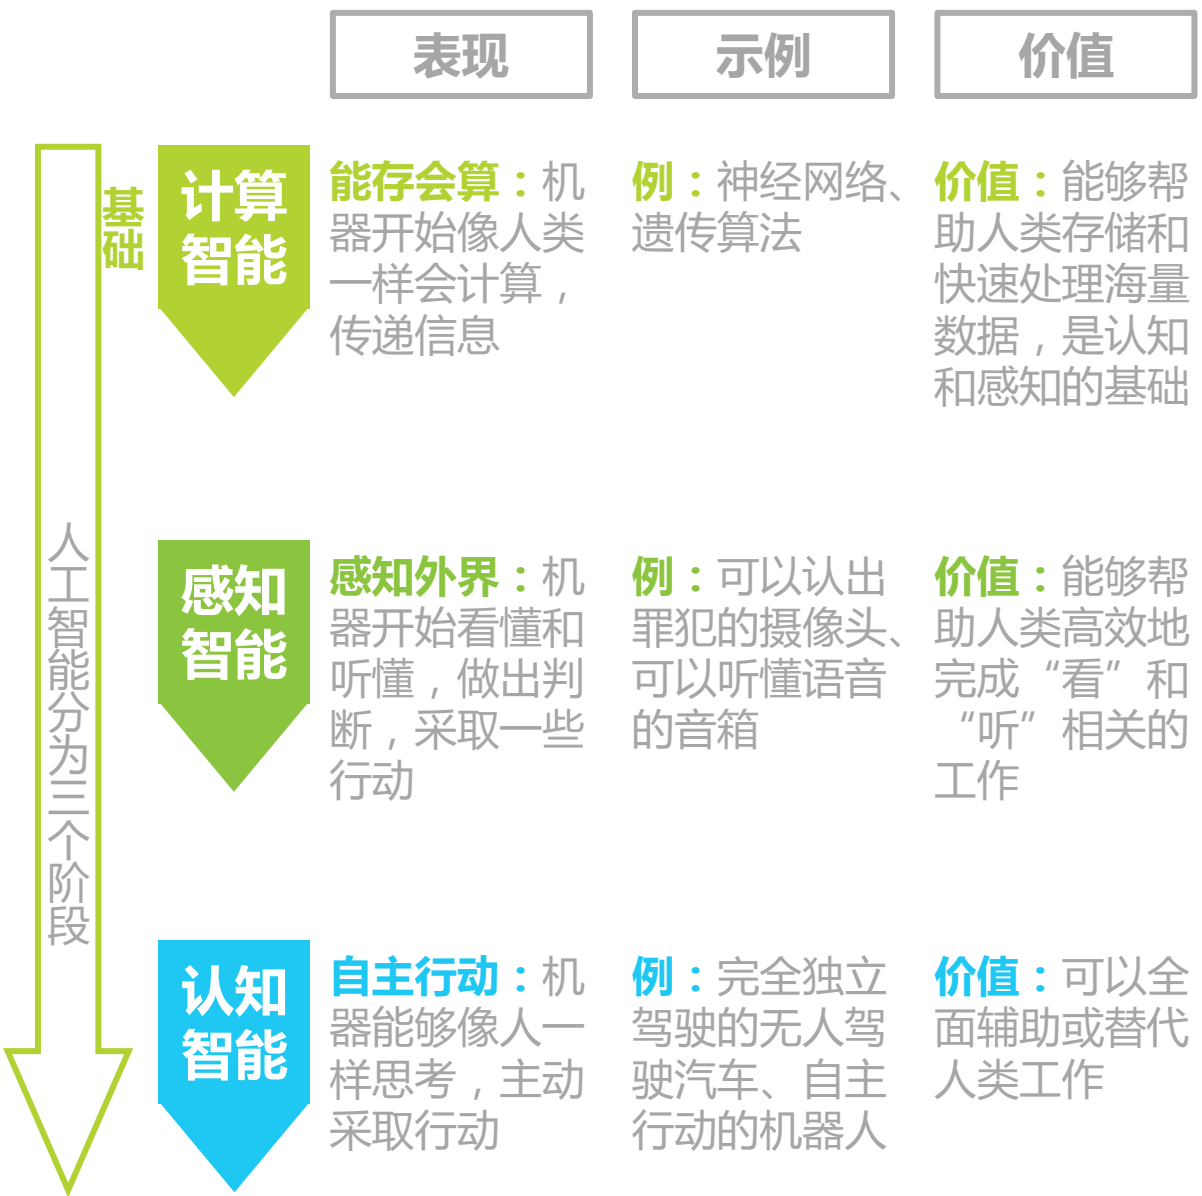 表现
示例
价值
人工智能分为三个阶段
基础
计算
智能
能存会算：机
器开始像人类
一样会计算，
传递信息
例：神经网络、
遗传算法
价值：能够帮
助人类存储和
快速处理海量
数据，是认知
和感知的基础
感知
智能
感知外界：机
器开始看懂和
听懂，做出判
断，采取一些
行动
例：可以认出
罪犯的摄像头、
可以听懂语音
的音箱
价值：能够帮
助人类高效地
完成“看”和
“听”相关的
工作
认知
智能
自主行动：机
器能够像人一
样思考，主动
采取行动
例：完全独立
驾驶的无人驾
驶汽车、自主
行动的机器人
价值：可以全
面辅助或替代
人类工作